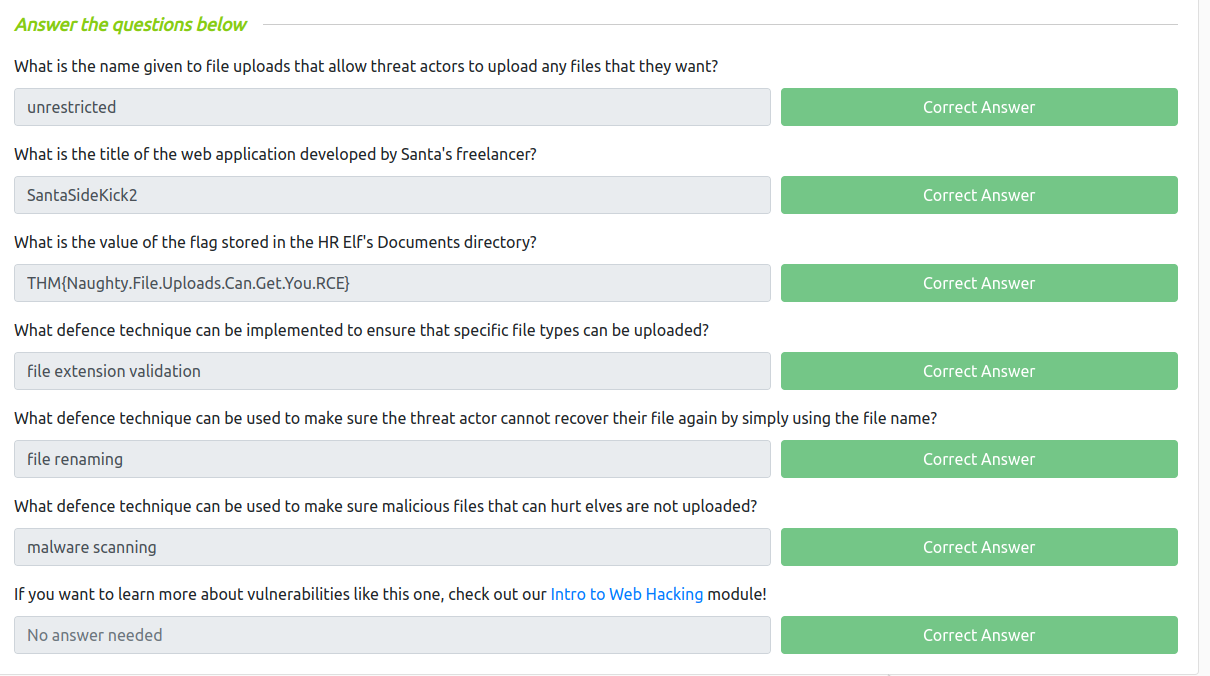 Answer the questions below
What is the name given to file uploads that allow threat actors to upload any files that they want?
unrestricted
Correct Answer
What is the title of the web application developed by Santa's freelancer?
SantaSideKick2
Correct Answer
What is the value of the flag stored in the HR Elf's Documents directory?
THM{Naughty.File.Uploads.Can.Get.You.RCE}
Correct Answer
What defence technique can be implemented to ensure that specific file types can be uploaded?
file extension validation
Correct Answer
What defence technique can be used to make sure the threat actor cannot recover their file again by simply using the file name?
file renaming
Correct Answer
What defence technique can be used to make sure malicious files that can hurt elves are not uploaded?
malware scanning
Correct Answer
If you want to learn more about vulnerabilities like this one, check out our Intro to Web Hacking module!
No answer needed
Correct Answer